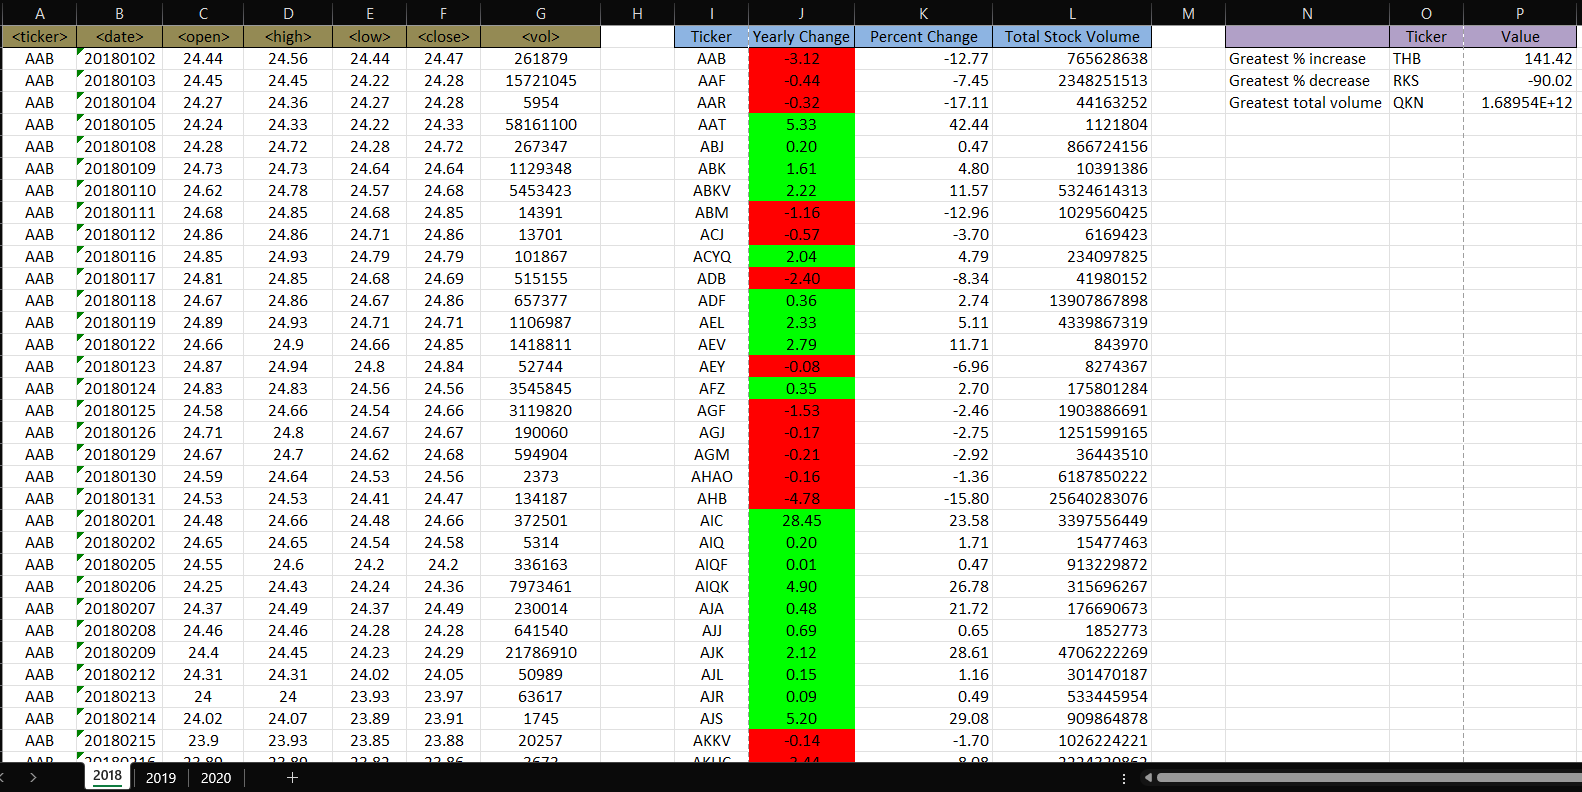 A B C D E F G H I J K L M N O P
<ticker> <date> <open> <high> <low> <close> <vol> Ticker Yearly Change Percent Change Total Stock Volume Ticker Value
AAB 20180102 24.44 24.56 24.44 24.47 261879 AAB -3.12 -12.77 765628638 Greatest % increase THB 141.42
AAB 20180103 24.45 24.45 24.22 24.28 15721045 AAF -0.44 -7.45 2348251513 Greatest % decrease RKS -90.02
AAB 20180104 24.27 24.36 24.27 24.28 5954 AAR -0.32 -17.11 44163252 Greatest total volume QKN 1.68954E+12
AAB 20180105 24.24 24.33 24.22 24.33 58161100 AAT 5.33 42.44 1121804
AAB 20180108 24.28 24.72 24.28 24.72 267347 ABJ 0.20 0.47 866724156
AAB 20180109 24.73 24.73 24.64 24.64 1129348 ABK 1.61 4.80 10391386
AAB 20180110 24.62 24.78 24.57 24.68 5453423 ABKV 2.22 11.57 5324614313
AAB 20180111 24.68 24.85 24.68 24.85 14391 ABM -1.16 -12.96 1029560425
AAB 20180112 24.86 24.86 24.71 24.86 13701 ACJ -0.57 -3.70 6169423
AAB 20180116 24.85 24.93 24.79 24.79 101867 ACYQ 2.04 4.79 234097825
AAB 20180117 24.81 24.85 24.68 24.69 515155 ADB -2.40 -8.34 41980152
AAB 20180118 24.67 24.86 24.67 24.86 657377 ADF 0.36 2.74 13907867898
AAB 20180119 24.89 24.93 24.71 24.71 1106987 AEL 2.33 5.11 4339867319
AAB 20180122 24.66 24.9 24.66 24.85 1418811 AEV 2.79 11.71 843970
AAB 20180123 24.87 24.94 24.8 24.84 52744 AEY -0.08 -6.96 8274367
AAB 20180124 24.83 24.83 24.56 24.56 3545845 AFZ 0.35 2.70 175801284
AAB 20180125 24.58 24.66 24.54 24.66 3119820 AGF -1.53 -2.46 1903886691
AAB 20180126 24.71 24.8 24.67 24.67 190060 AGJ -0.17 -2.75 1251599165
AAB 20180129 24.67 24.7 24.62 24.68 594904 AGM -0.21 -2.92 36443510
AAB 20180130 24.59 24.64 24.53 24.56 2373 AHAO -0.16 -1.36 6187850222
AAB 20180131 24.53 24.53 24.41 24.47 134187 AHB -4.78 -15.80 25640283076
AAB 20180201 24.48 24.66 24.48 24.66 372501 AIC 28.45 23.58 3397556449
AAB 20180202 24.65 24.65 24.54 24.58 5314 AIQ 0.20 1.71 15477463
AAB 20180205 24.55 24.6 24.2 24.2 336163 AIQF 0.01 0.47 913229872
AAB 20180206 24.25 24.43 24.24 24.36 7973461 AIQK 4.90 26.78 315696267
AAB 20180207 24.37 24.49 24.37 24.49 230014 AJA 0.48 21.72 176690673
AAB 20180208 24.46 24.46 24.28 24.28 641540 AJJ 0.69 0.65 1852773
AAB 20180209 24.4 24.45 24.23 24.29 21786910 AJK 2.12 28.61 4706222269
AAB 20180212 24.31 24.31 24.02 24.05 50989 AJL 0.15 1.16 301470187
AAB 20180213 24 24 23.93 23.97 63617 AJR 0.09 0.49 533445954
AAB 20180214 24.02 24.07 23.89 23.91 1745 AJS 5.20 29.08 909864878
AAB 20180215 23.9 23.93 23.85 23.88 20257 AKKV -0.14 -1.70 1026224221
2018 2019 2020